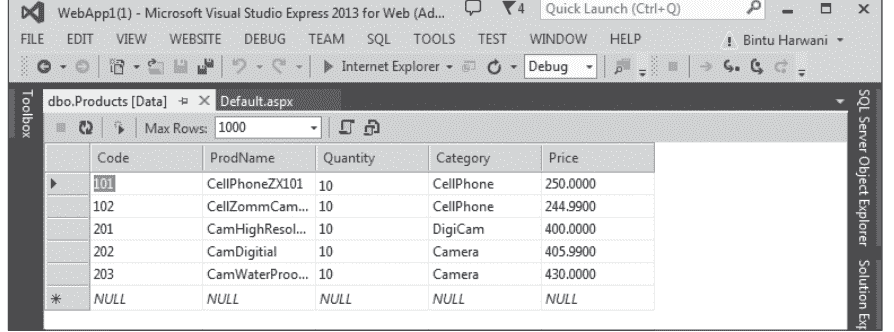 WebApp1(1) - Microsoft Visual Studio Express 2013 for Web (Ad... 4 Quick Launch (Ctrl+Q)
FILE EDIT VIEW WEBSITE DEBUG TEAM SQL TOOLS TEST WINDOW HELP Bintu Harwani
Internet Explorer Debug
Toolbox
dbo.Products [Data] Default.aspx
Max Rows: 1000
Code ProdName Quantity Category Price
101 CellPhoneZX101 10 CellPhone 250.0000
102 CellZommCam... 10 CellPhone 244.9900
201 CamHighResol... 10 DigiCam 400.0000
202 CamDigitial 10 Camera 405.9900
203 CamWaterProo... 10 Camera 430.0000
NULL NULL NULL NULL NULL
SQL Server Object Explorer
Solution Exp